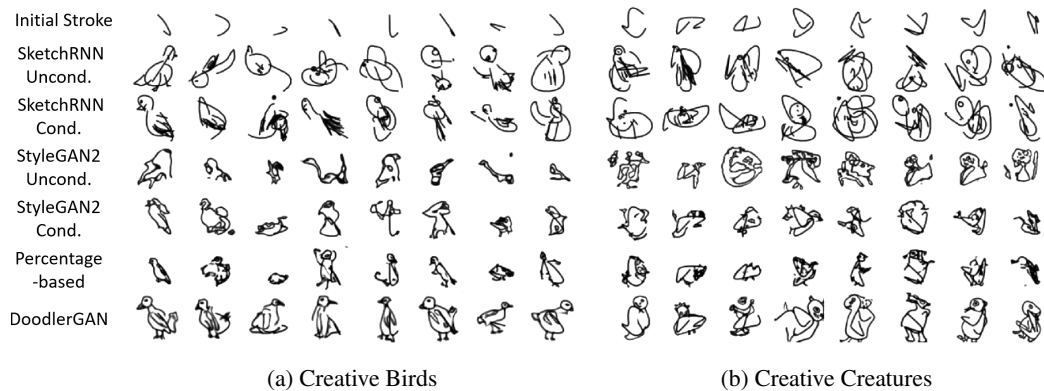 Initial Stroke
SketchRNN
Uncond.
SketchRNN
Cond.
StyleGAN2
Uncond.
StyleGAN2
Cond.
Percentage
-based
DoodlerGAN
(a) Creative Birds
(b) Creative Creatures